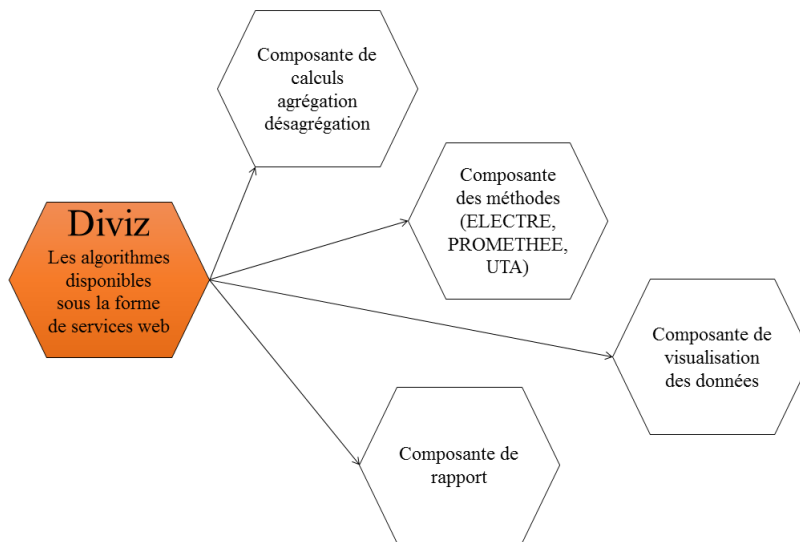 Composante de
calculs
agrégation
désagrégation
Composante
des méthodes
(ELECTRE,
PROMETHEE,
UTA)
Diviz
Les algorithmes
disponibles
sous la forme
de services web
Composante de
visualisation
des données
Composante de
rapport